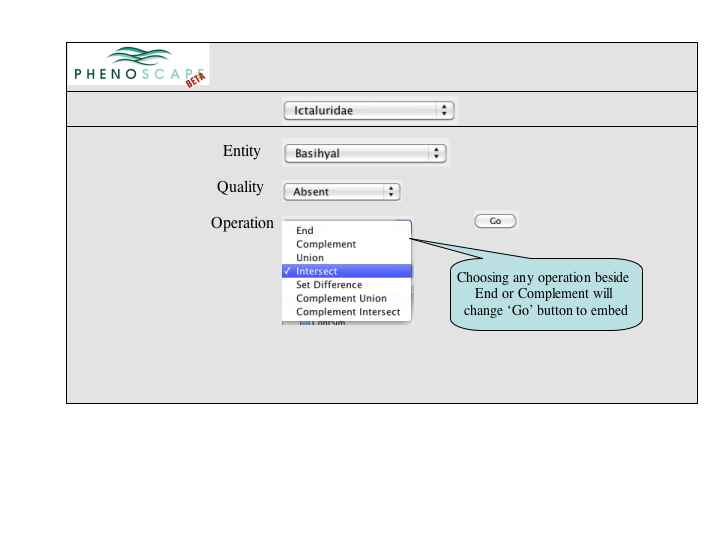 PHENOSCAPE
BETA
Ictaluridae
Entity
Basihyal
Quality
Absent
Operation
End
Complement
Union
✓ Intersect
Set Difference
Complement Union
Complement Intersect
Go
Choosing any operation beside
End or Complement will
change ‘Go’ button to embed